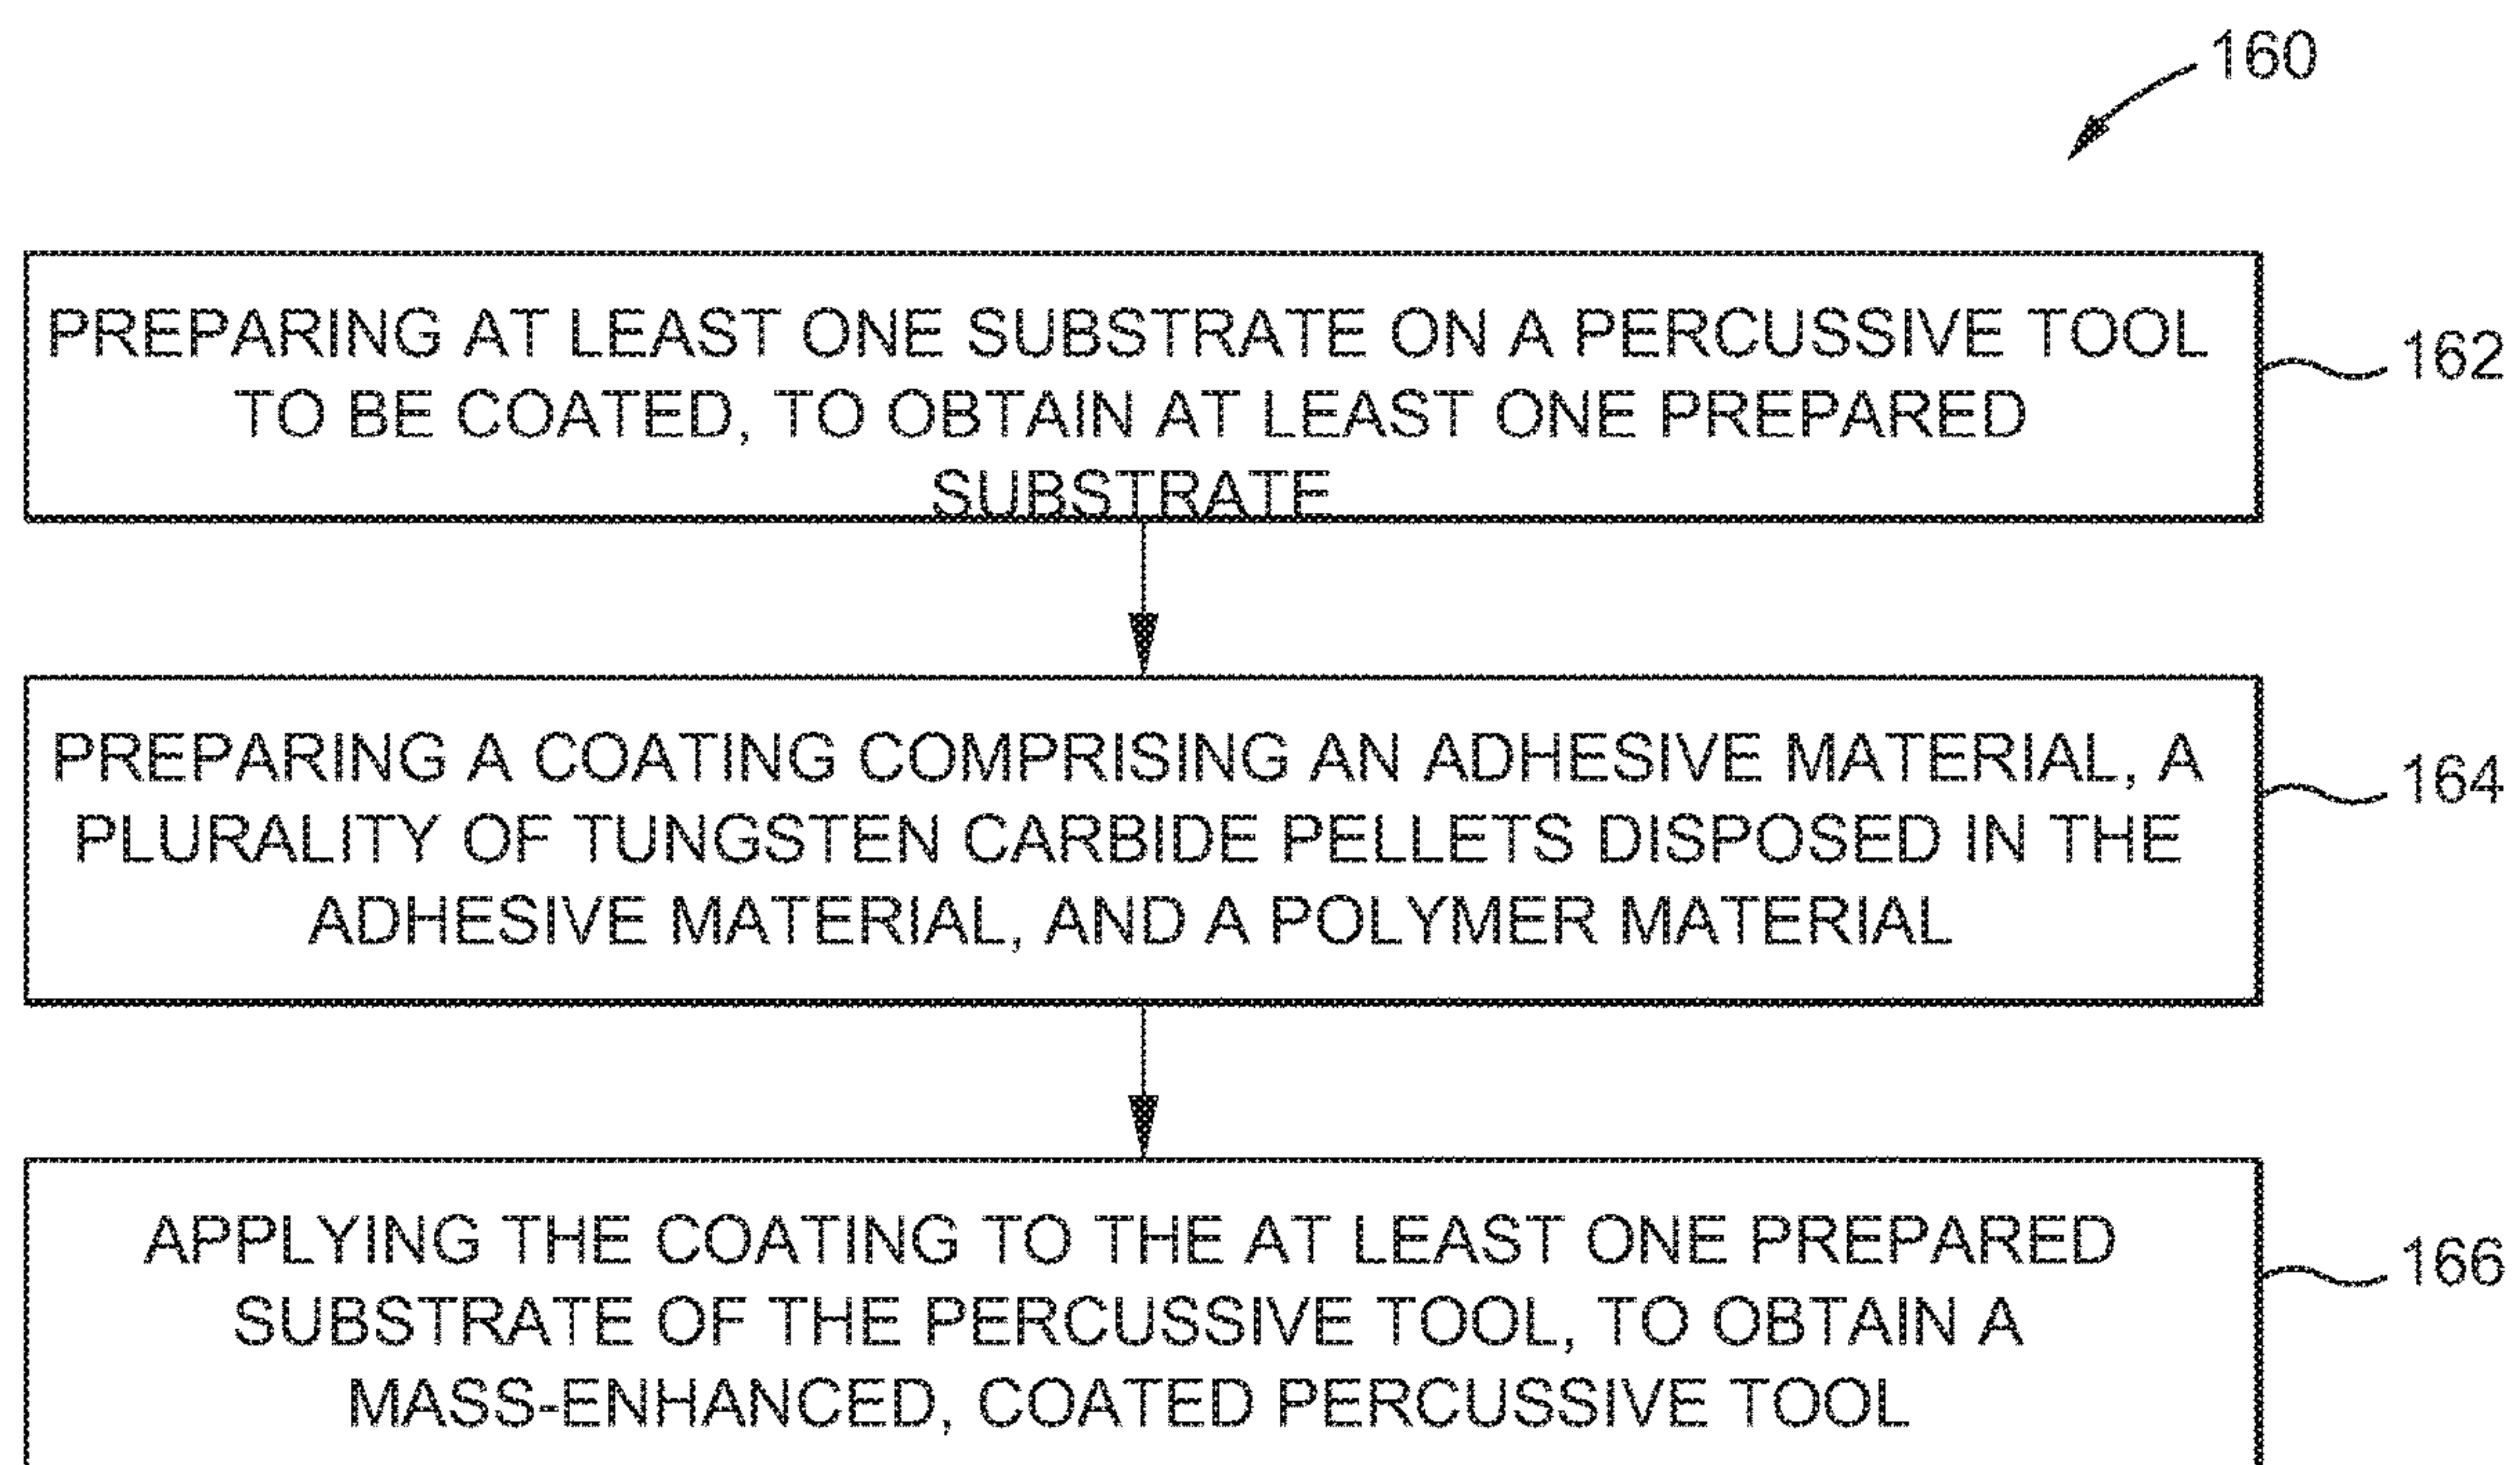 160
PREPARING AT LEAST ONE SUBSTRATE ON A PERCUSSIVE TOOL
TO BE COATED, TO OBTAIN AT LEAST ONE PREPARED
SUBSTRATE
162
PREPARING A COATING COMPRISING AN ADHESIVE MATERIAL, A
PLURALITY OF TUNGSTEN CARBIDE PELLETS DISPOSED IN THE
ADHESIVE MATERIAL, AND A POLYMER MATERIAL
164
APPLYING THE COATING TO THE AT LEAST ONE PREPARED
SUBSTRATE OF THE PERCUSSIVE TOOL, TO OBTAIN A
MASS-ENHANCED, COATED PERCUSSIVE TOOL
166